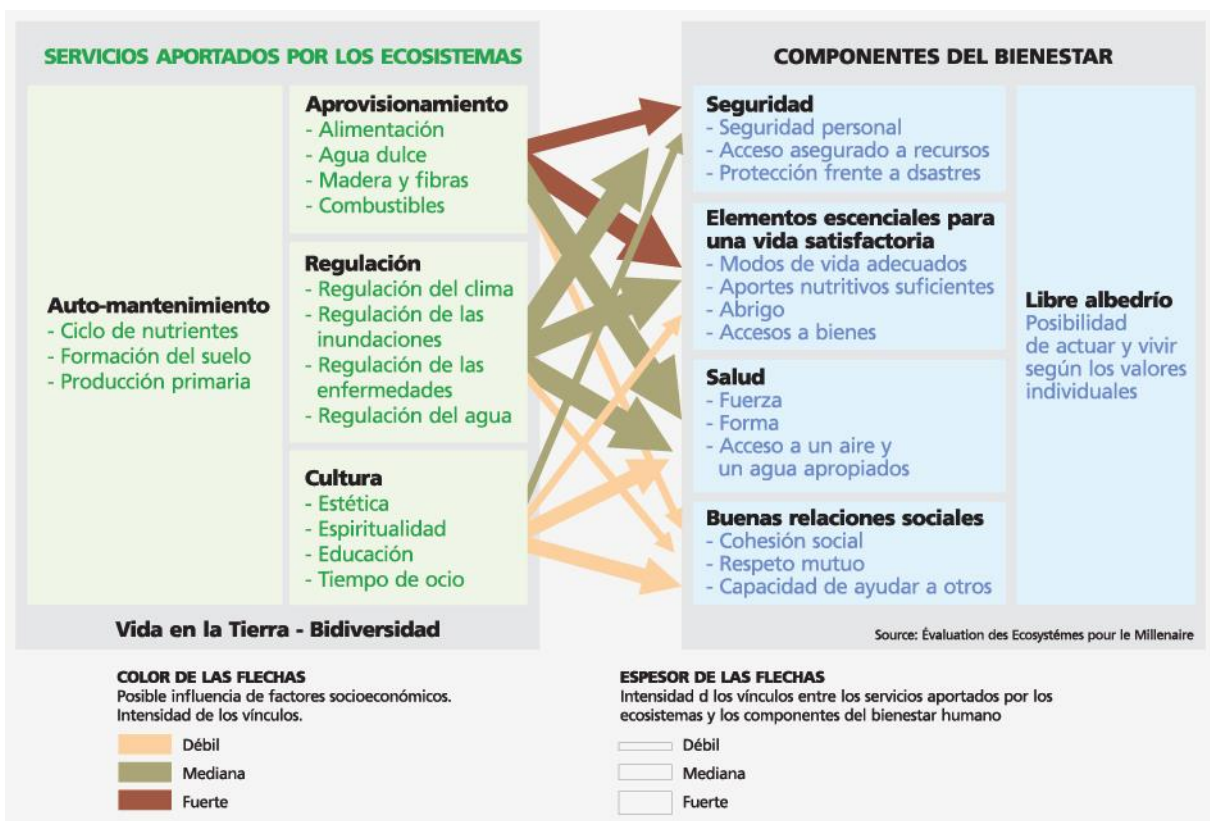 SERVICIOS APORTADOS POR LOS ECOSISTEMAS
Auto-mantenimiento
- Ciclo de nutrientes
- Formación del suelo
- Producción primaria
Aprovisionamiento
- Alimentación
- Agua dulce
- Madera y fibras
- Combustibles
Regulación
- Regulación del clima
- Regulación de las
inundaciones
- Regulación de las
enfermedades
- Regulación del agua
Cultura
- Estética
- Espiritualidad
- Educación
- Tiempo de ocio
Vida en la Tierra - Bidiversidad
COMPONENTES DEL BIENESTAR
Seguridad
- Seguridad personal
- Acceso asegurado a recursos
- Protección frente a dsastres
Elementos escenciales para
una vida satisfactoria
- Modos de vida adecuados
- Aportes nutritivos suficientes
- Abrigo
- Accesos a bienes
Salud
- Fuerza
- Forma
- Acceso a un aire y
un agua apropiados
Buenas relaciones sociales
- Cohesión social
- Respeto mutuo
- Capacidad de ayudar a otros
Libre albedrío
Posibilidad
de actuar y vivir
según los valores
individuales
Source: Évaluation des Ecosystémes pour le Millenaire
COLOR DE LAS FLECHAS
Posible influencia de factores socioeconómicos.
Intensidad de los vínculos.
Débil
Mediana
Fuerte
ESPESOR DE LAS FLECHAS
Intensidad d los vínculos entre los servicios aportados por los
ecosistemas y los componentes del bienestar humano
Débil
Mediana
Fuerte